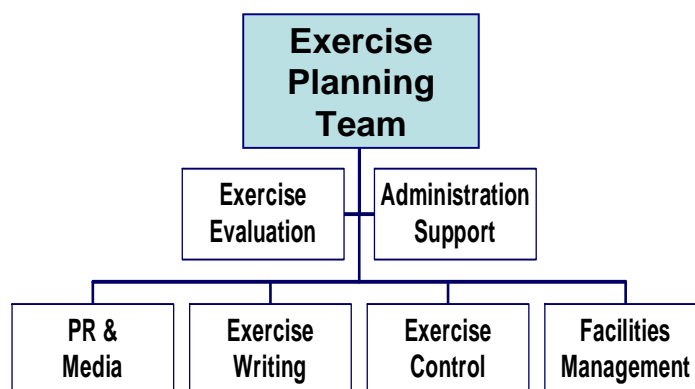 Exercise
Planning
Team
Exercise
Evaluation
Administration
Support
PR &
Media
Exercise
Writing
Exercise
Control
Facilities
Management